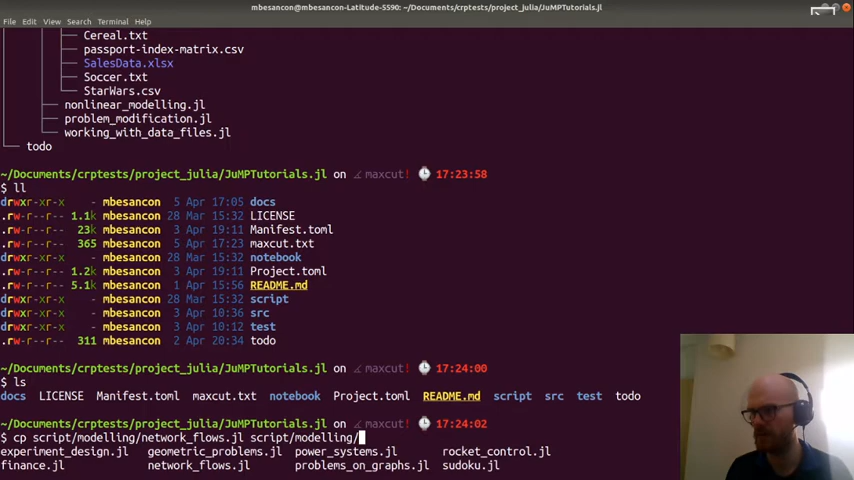 mbesancon@mbesancon-Latitude-5590: ~/Documents/crptests/project_julia/JuMPTutorials.jl
File Edit View Search Terminal Help
Cereal.txt
passport-index-matrix.csv
SalesData.xlsx
Soccer.txt
StarWars.csv
nonlinear_modelling.jl
problem_modification.jl
working_with_data_files.jl
todo
~/Documents/crptests/project_julia/JuMPTutorials.jl on maxcut! 17:23:58
$ ll
drwxr-xr-x - mbesancon 5 Apr 17:05 docs
.rw-r--r-- 1.1k mbesancon 28 Mar 15:32 LICENSE
.rw-r--r-- 23k mbesancon 3 Apr 19:11 Manifest.toml
.rw-r--r-- 365 mbesancon 5 Apr 17:23 maxcut.txt
drwxr-xr-x - mbesancon 28 Mar 15:32 notebook
.rw-r--r-- 1.2k mbesancon 3 Apr 19:11 Project.toml
.rw-r--r-- 5.1k mbesancon 1 Apr 15:56 README.md
drwxr-xr-x - mbesancon 28 Mar 15:32 script
drwxr-xr-x - mbesancon 3 Apr 10:36 src
drwxr-xr-x - mbesancon 3 Apr 10:12 test
.rw-r--r-- 311 mbesancon 2 Apr 20:34 todo
~/Documents/crptests/project_julia/JuMPTutorials.jl on maxcut! 17:24:00
$ ls
docs LICENSE Manifest.toml maxcut.txt notebook Project.toml README.md script src test todo
~/Documents/crptests/project_julia/JuMPTutorials.jl on maxcut! 17:24:02
$ cp script/modelling/network_flows.jl script/modelling/
experiment_design.jl geometric_problems.jl power_systems.jl rocket_control.jl
finance.jl network_flows.jl problems_on_graphs.jl sudoku.jl